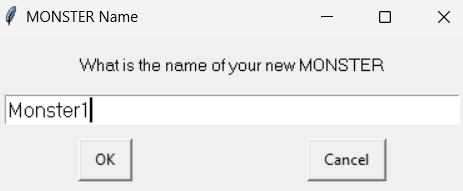 MONSTER Name
What is the name of your new MONSTER
Monster1
OK
Cancel